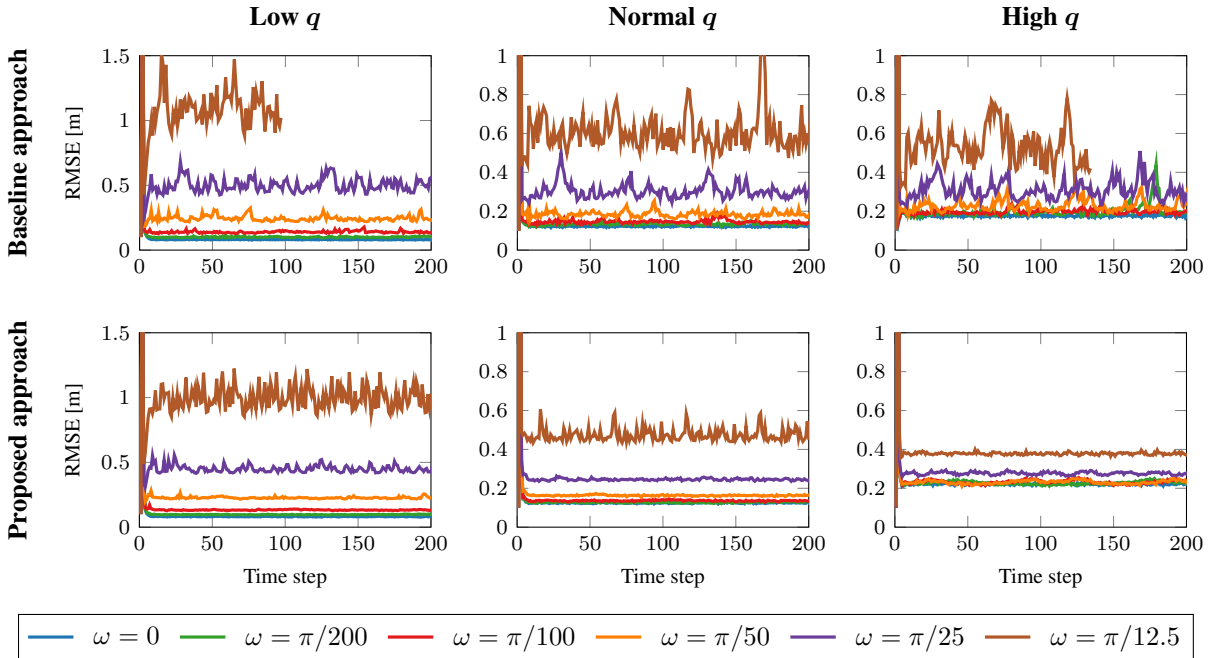 Low q Normal q High q
Baseline approach
RMSE [m]
1.5
1
0.5
0
0 50 100 150 200
1
0.8
0.6
0.4
0.2
0
0 50 100 150 200
1
0.8
0.6
0.4
0.2
0
0 50 100 150 200
Proposed approach
RMSE [m]
1.5
1
0.5
0
0 50 100 150 200
Time step
1
0.8
0.6
0.4
0.2
0
0 50 100 150 200
Time step
1
0.8
0.6
0.4
0.2
0
0 50 100 150 200
Time step
ω = 0 ω = π/200 ω = π/100 ω = π/50 ω = π/25 ω = π/12.5